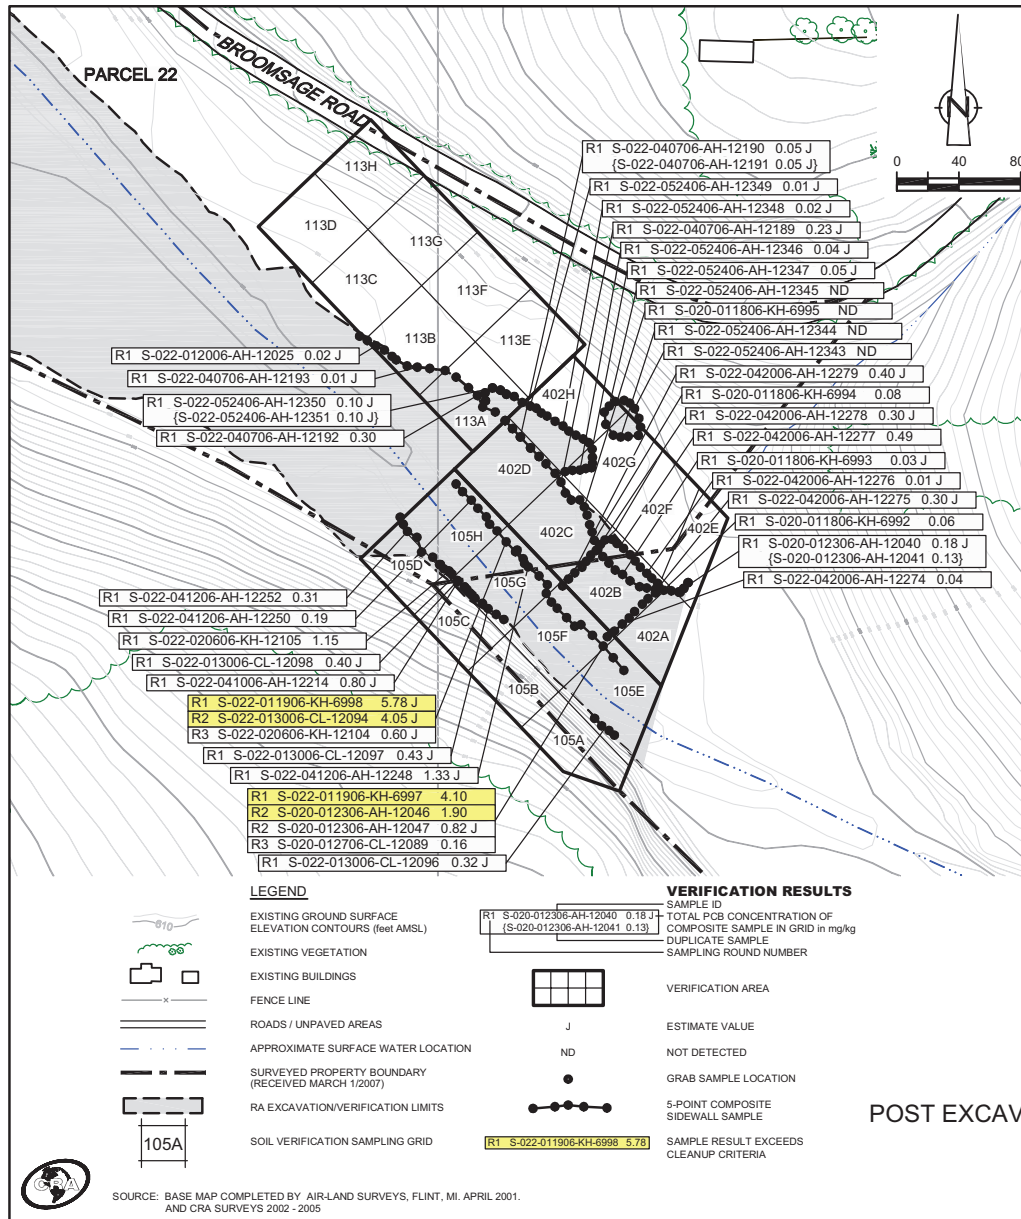 PARCEL 22
BROOMSAGE ROAD
N
0 40 80
R1 S-022-040706-AH-12190 0.05 J
{S-022-040706-AH-12191 0.05 J}
R1 S-022-052406-AH-12349 0.01 J
R1 S-022-052406-AH-12348 0.02 J
R1 S-022-040706-AH-12189 0.23 J
R1 S-022-052406-AH-12346 0.04 J
R1 S-022-052406-AH-12347 0.05 J
R1 S-022-052406-AH-12345 ND
R1 S-020-011806-KH-6995 ND
R1 S-022-052406-AH-12344 ND
R1 S-022-052406-AH-12343 ND
R1 S-022-042006-AH-12279 0.40 J
R1 S-020-011806-KH-6994 0.08
R1 S-022-042006-AH-12278 0.30 J
R1 S-022-042006-AH-12277 0.49
R1 S-020-011806-KH-6993 0.03 J
R1 S-022-042006-AH-12276 0.01 J
R1 S-022-042006-AH-12275 0.30 J
R1 S-020-011806-KH-6992 0.06
R1 S-020-012306-AH-12040 0.18 J
{S-020-012306-AH-12041 0.13}
R1 S-022-042006-AH-12274 0.04
113H
113D
113G
113C
113F
113B
113E
113A
402H
402D
402G
402F
402E
402C
402B
402A
105H
105D
105G
105C
105F
105B
105E
105A
R1 S-022-012006-AH-12025 0.02 J
R1 S-022-040706-AH-12193 0.01 J
R1 S-022-052406-AH-12350 0.10 J
{S-022-052406-AH-12351 0.10 J}
R1 S-022-040706-AH-12192 0.30
R1 S-022-041206-AH-12252 0.31
R1 S-022-041206-AH-12250 0.19
R1 S-022-020606-KH-12105 1.15
R1 S-022-013006-CL-12098 0.40 J
R1 S-022-041006-AH-12214 0.80 J
R1 S-022-011906-KH-6998 5.78 J
R2 S-022-013006-CL-12094 4.05 J
R3 S-022-020606-KH-12104 0.60 J
R1 S-022-013006-CL-12097 0.43 J
R1 S-022-041206-AH-12248 1.33 J
R1 S-022-011906-KH-6997 4.10
R2 S-020-012306-AH-12046 1.90
R2 S-020-012306-AH-12047 0.82 J
R3 S-020-012706-CL-12089 0.16
R1 S-022-013006-CL-12096 0.32 J
LEGEND
610
EXISTING GROUND SURFACE
ELEVATION CONTOURS (feet AMSL)
EXISTING VEGETATION
EXISTING BUILDINGS
FENCE LINE
ROADS / UNPAVED AREAS
APPROXIMATE SURFACE WATER LOCATION
SURVEYED PROPERTY BOUNDARY
(RECEIVED MARCH 1/2007)
RA EXCAVATION/VERIFICATION LIMITS
105A
SOIL VERIFICATION SAMPLING GRID
VERIFICATION RESULTS
R1 S-020-012306-AH-12040 0.18 J
{S-020-012306-AH-12041 0.13}
SAMPLE ID
TOTAL PCB CONCENTRATION OF
COMPOSITE SAMPLE IN GRID in mg/kg
DUPLICATE SAMPLE
SAMPLING ROUND NUMBER
VERIFICATION AREA
J
ESTIMATE VALUE
ND
NOT DETECTED
GRAB SAMPLE LOCATION
5-POINT COMPOSITE
SIDEWALL SAMPLE
R1 S-022-011906-KH-6998 5.78
SAMPLE RESULT EXCEEDS
CLEANUP CRITERIA
POST EXCAV
CRA
SOURCE: BASE MAP COMPLETED BY AIR-LAND SURVEYS, FLINT, MI. APRIL 2001.
AND CRA SURVEYS 2002 - 2005